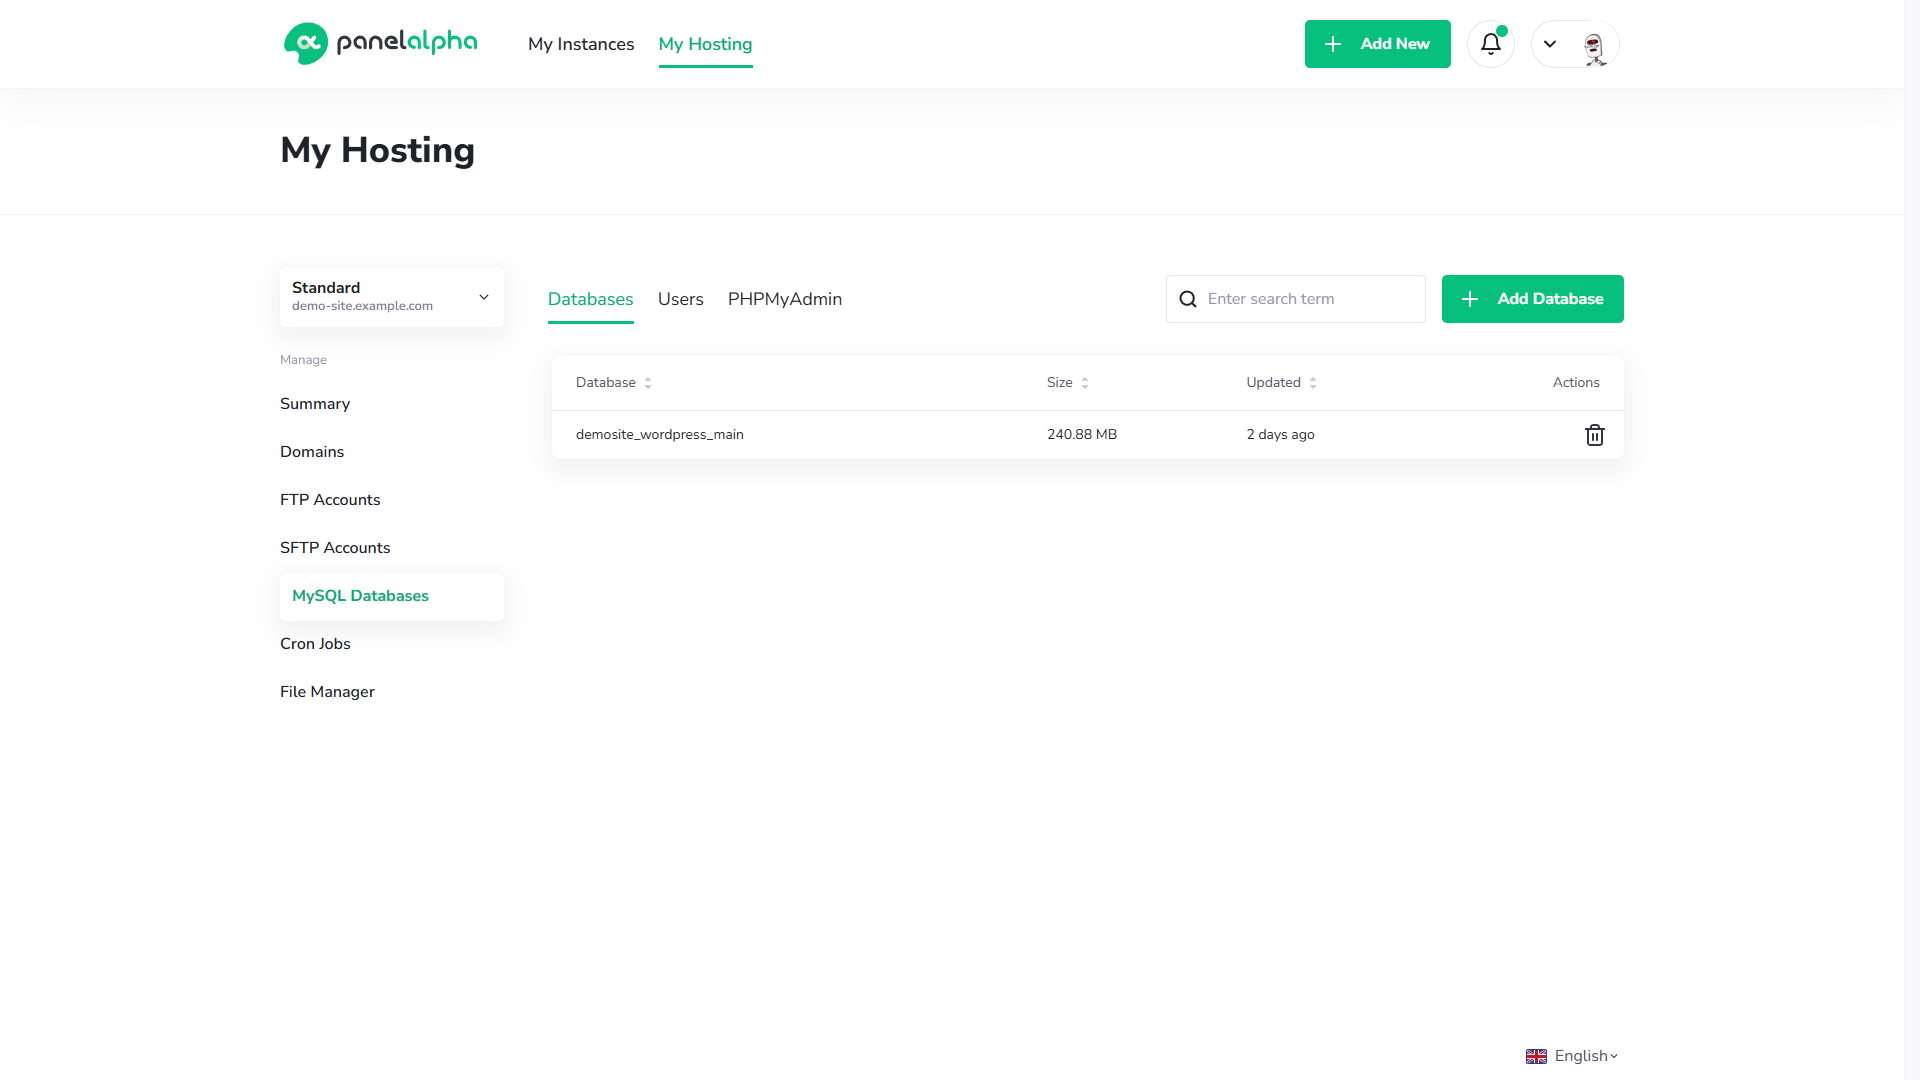 panelalpha
My Instances
My Hosting
Add New
My Hosting
Standard
demo-site.example.com
Manage
Summary
Domains
FTP Accounts
SFTP Accounts
MySQL Databases
Cron Jobs
File Manager
Databases
Users
PHPMyAdmin
Enter search term
Add Database
Database
Size
Updated
Actions
demosite_wordpress_main
240.88 MB
2 days ago
English